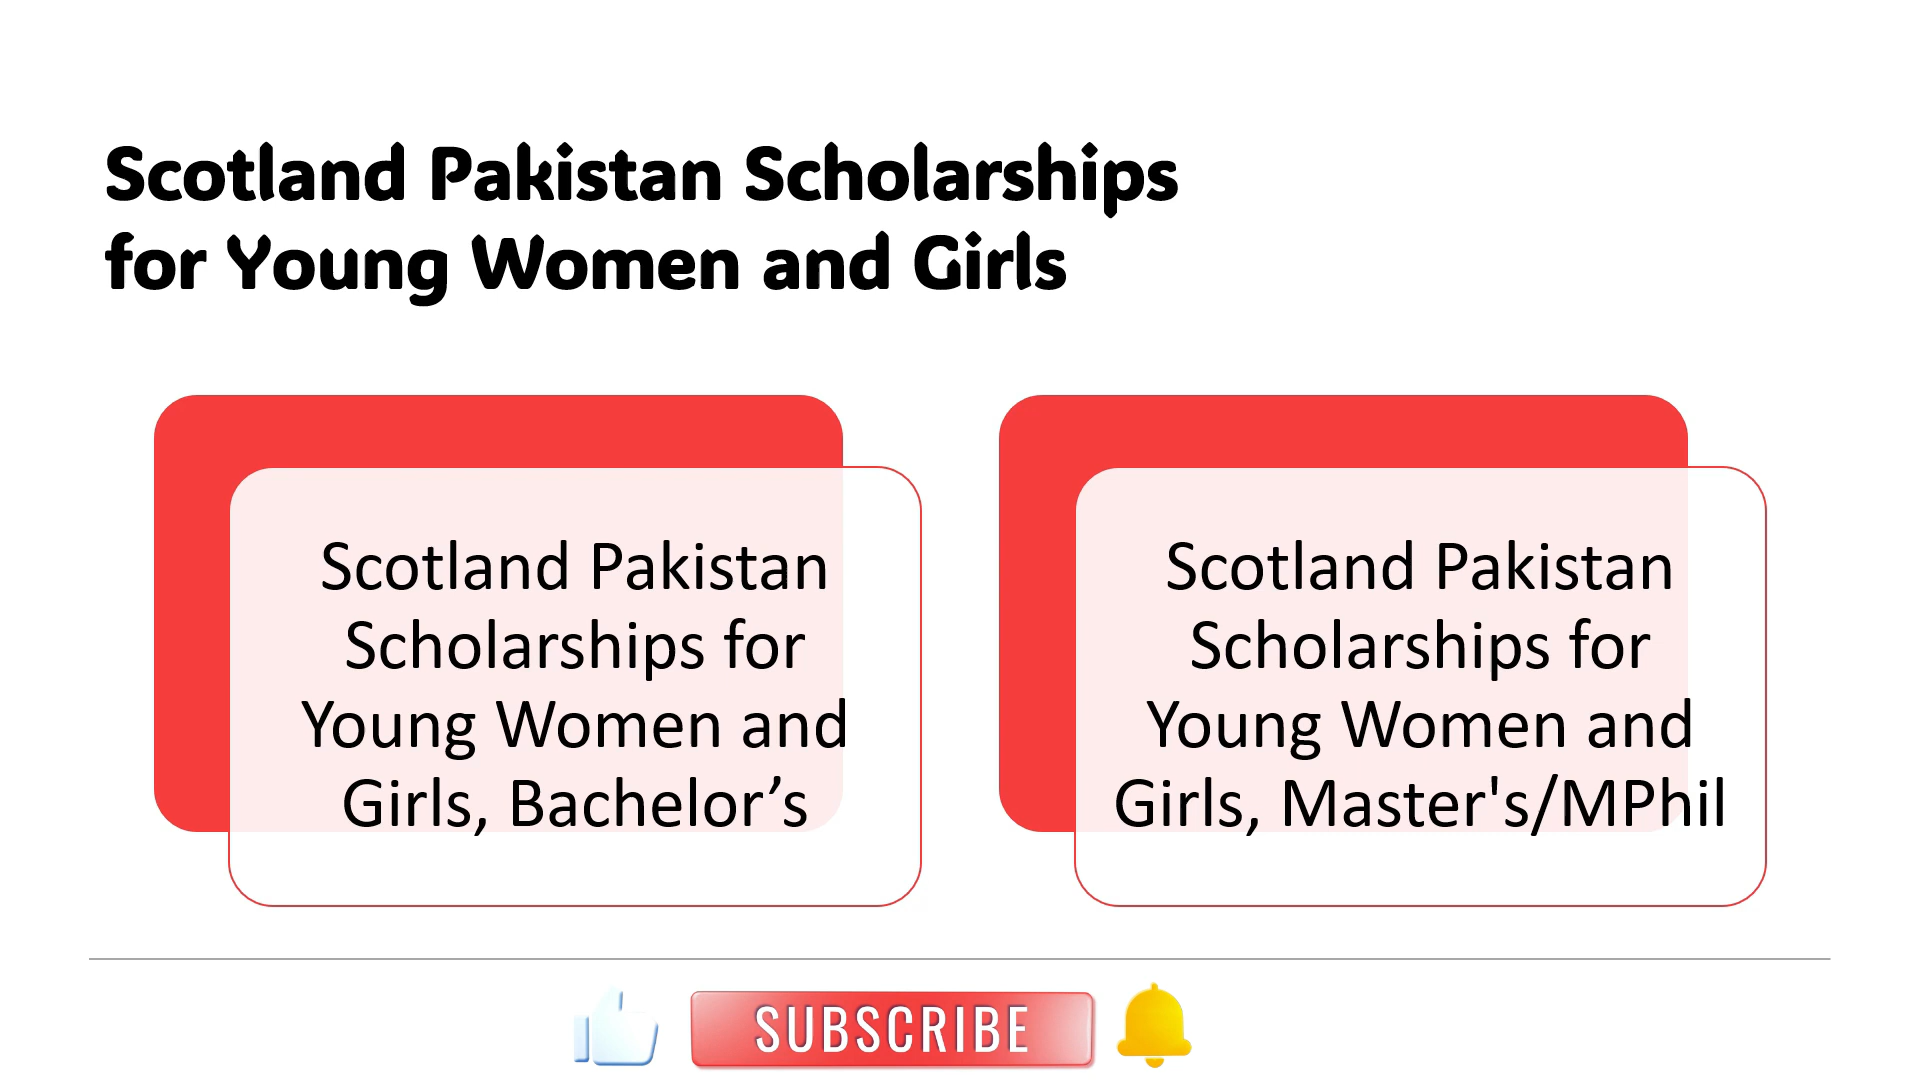 Scotland Pakistan Scholarships
for Young Women and Girls
Scotland Pakistan
Scholarships for
Young Women and
Girls, Bachelor’s
Scotland Pakistan
Scholarships for
Young Women and
Girls, Master's/MPhil
SUBSCRIBE